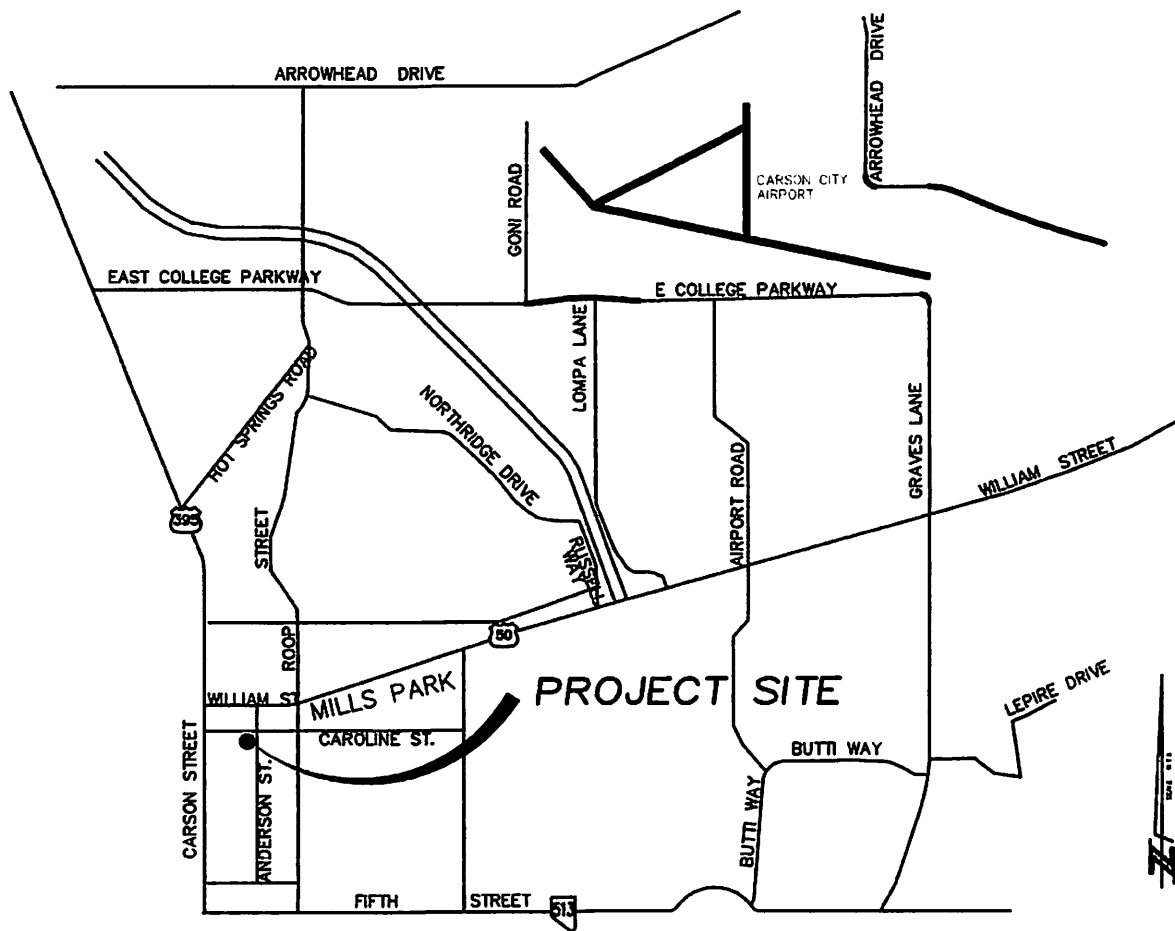 ARROWHEAD DRIVE
ARROWHEAD DRIVE
GONI ROAD
CARSON CITY
AIRPORT
EAST COLLEGE PARKWAY
E COLLEGE PARKWAY
LOMPA LANE
HOT SPRINGS ROAD
NORTHRIDGE DRIVE
AIRPORT ROAD
GRAVES LANE
WILLIAM STREET
395
STREET
RUSSELL
WAY
ROOP
50
WILLIAM ST.
MILLS PARK
PROJECT SITE
LEPIRE DRIVE
CAROLINE ST.
BUTTI WAY
CARSON STREET
ANDERSON ST.
BUTTI WAY
FIFTH STREET
513